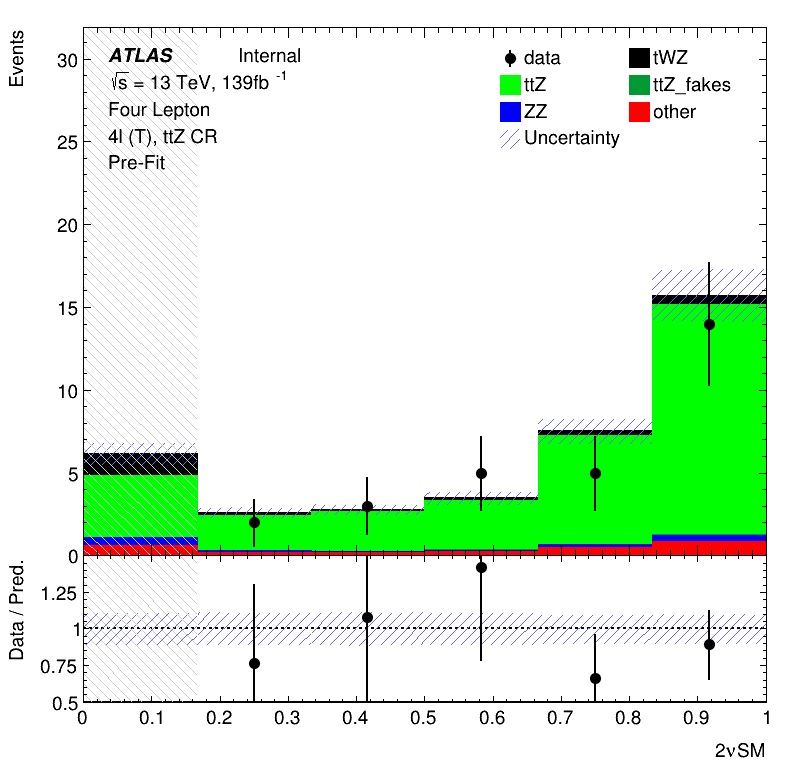 Events
30
25
20
15
10
5
0
ATLAS Internal
√s = 13 TeV, 139fb -1
Four Lepton
4l (T), ttZ CR
Pre-Fit
data tWZ
ttZ ttZ_fakes
ZZ other
Uncertainty
Data / Pred.
1.25
1
0.75
0.5
0 0.1 0.2 0.3 0.4 0.5 0.6 0.7 0.8 0.9 1
2νSM